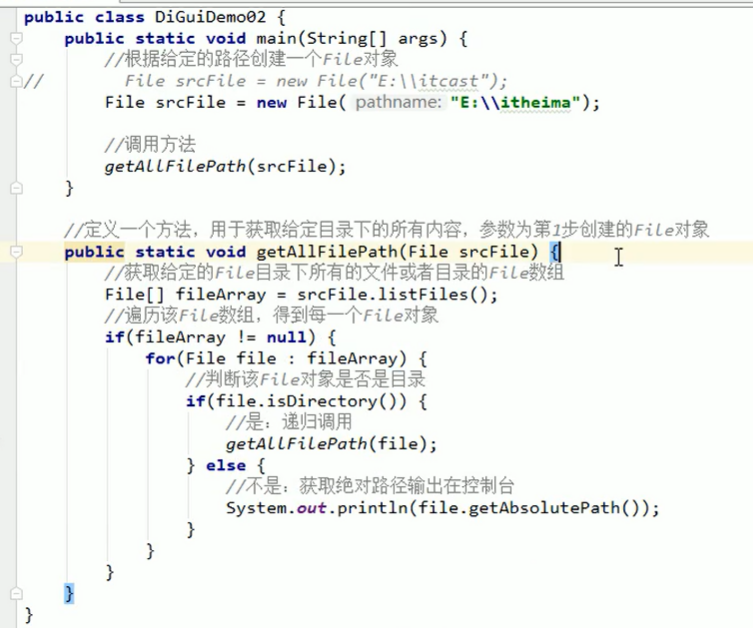 public class DiGuiDemo02 {
public static void main(String[] args) {
//根据给定的路径创建一个File对象
// File srcFile = new File("E:\\itcast");
File srcFile = new File( pathname: "E:\\itheima");
//调用方法
getAllFilePath(srcFile);
}
//定义一个方法，用于获取给定目录下的所有内容，参数为第1步创建的File对象
public static void getAllFilePath(File srcFile) {
//获取给定的File目录下所有的文件或者目录的File数组
File[] fileArray = srcFile.listFiles();
//遍历该File数组，得到每一个File对象
if(fileArray != null) {
for(File file : fileArray) {
//判断该File对象是否是目录
if(file.isDirectory()) {
//是：递归调用
getAllFilePath(file);
} else {
//不是：获取绝对路径输出在控制台
System.out.println(file.getAbsolutePath());
}
}
}
}
}